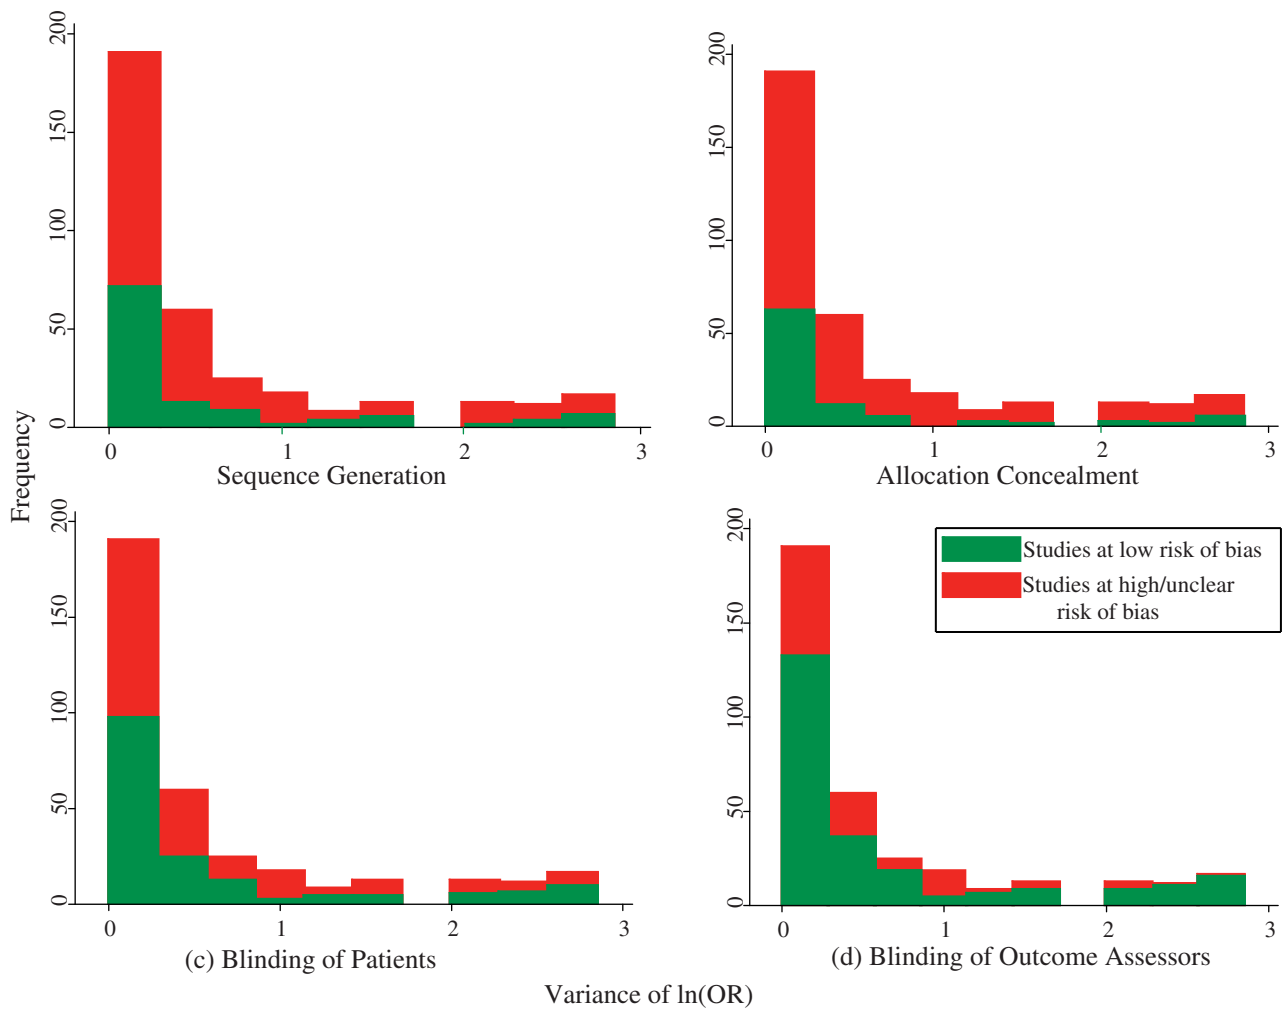 200
150
100
50
0
0 1 2 3
Sequence Generation
200
150
100
50
0
0 1 2 3
Allocation Concealment
Frequency
200
150
100
50
0
0 1 2 3
(c) Blinding of Patients
200
150
100
50
0
0 1 2 3
(d) Blinding of Outcome Assessors
Studies at low risk of bias
Studies at high/unclear
risk of bias
Variance of ln(OR)